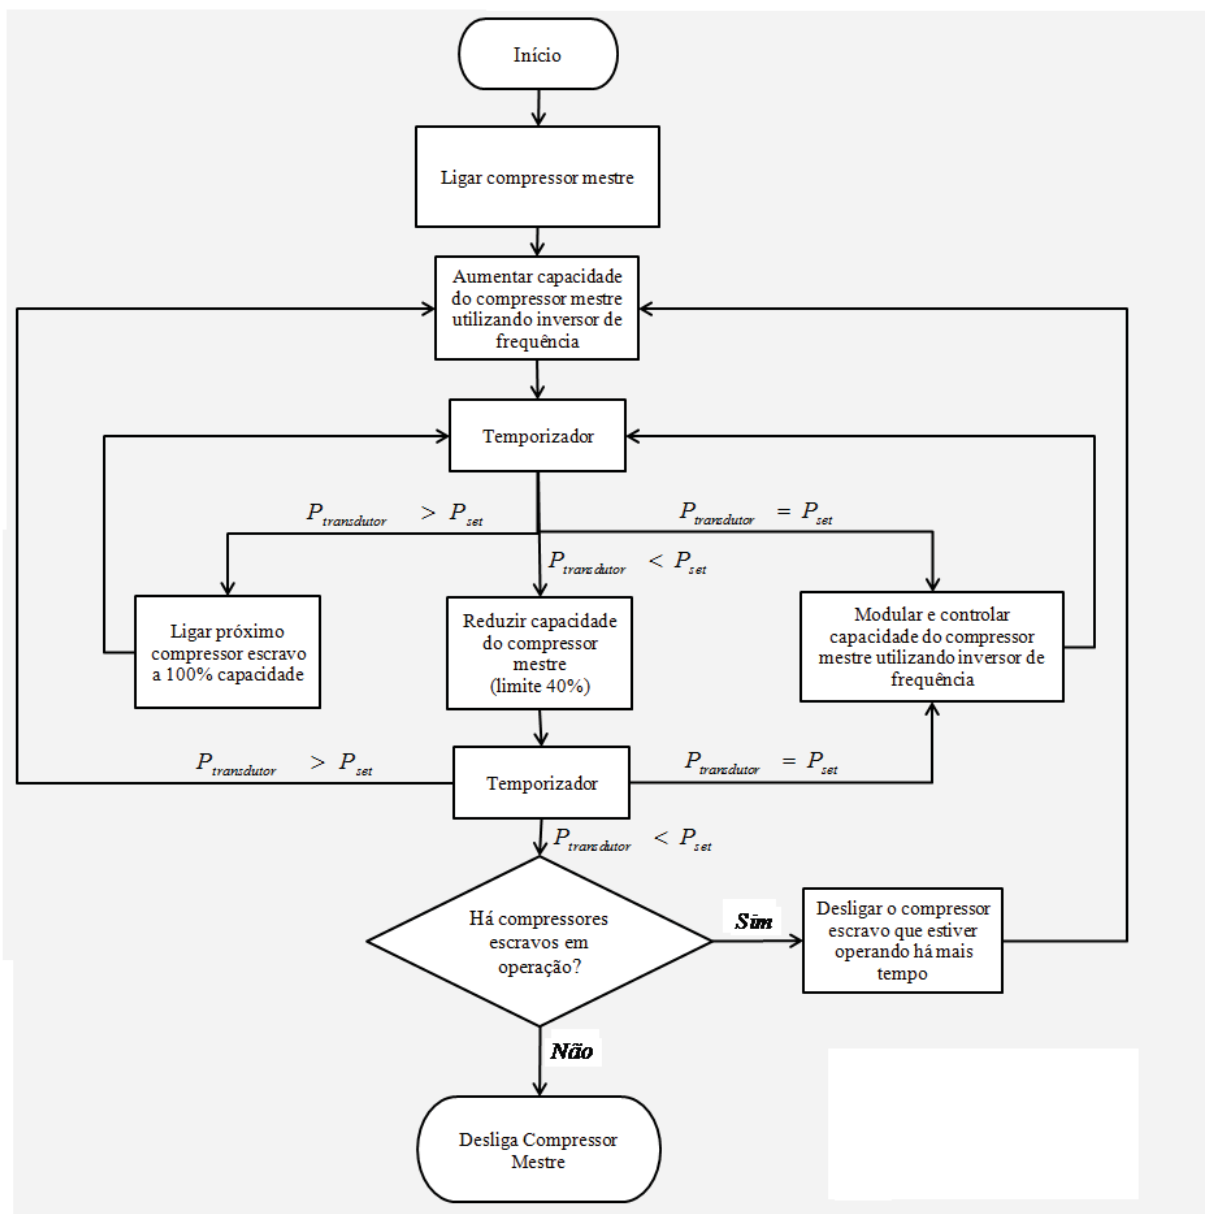 Início
Ligar compressor mestre
Aumentar capacidade
do compressor mestre
utilizando inversor de
frequência
Temporizador
P transdutor > P set
P transdutor = P set
P transdutor < P set
Ligar próximo
compressor escravo
a 100% capacidade
Reduzir capacidade
do compressor
mestre
(limite 40%)
Modular e controlar
capacidade do compressor
mestre utilizando inversor de
frequência
P transdutor > P set
Temporizador
P transdutor = P set
P transdutor < P set
Há compressores
escravos em
operação?
Sim
Desligar o compressor
escravo que estiver
operando há mais
tempo
Não
Desliga Compressor
Mestre